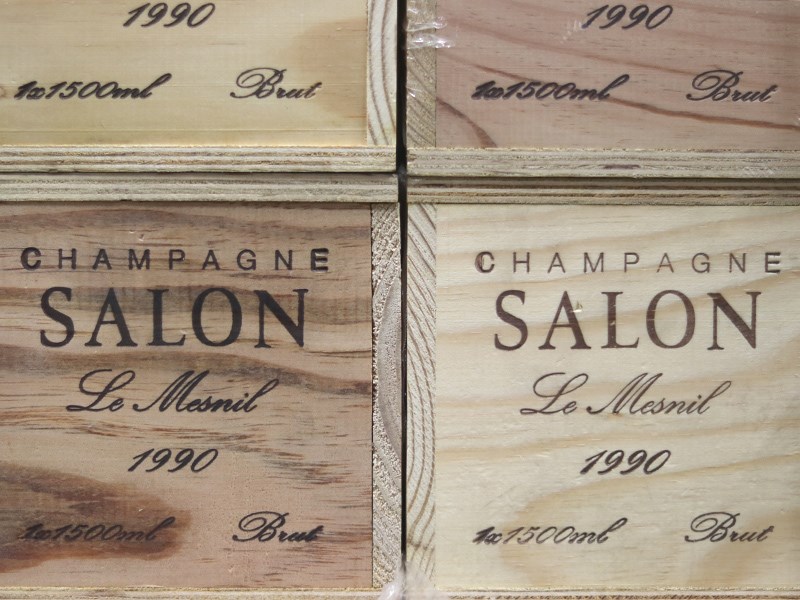 1990
1x1500ml Brut
1990
1x1500ml Brut
CHAMPAGNE
SALON
Le Mesnil
1990
1x1500ml Brut
CHAMPAGNE
SALON
Le Mesnil
1990
1x1500ml Brut